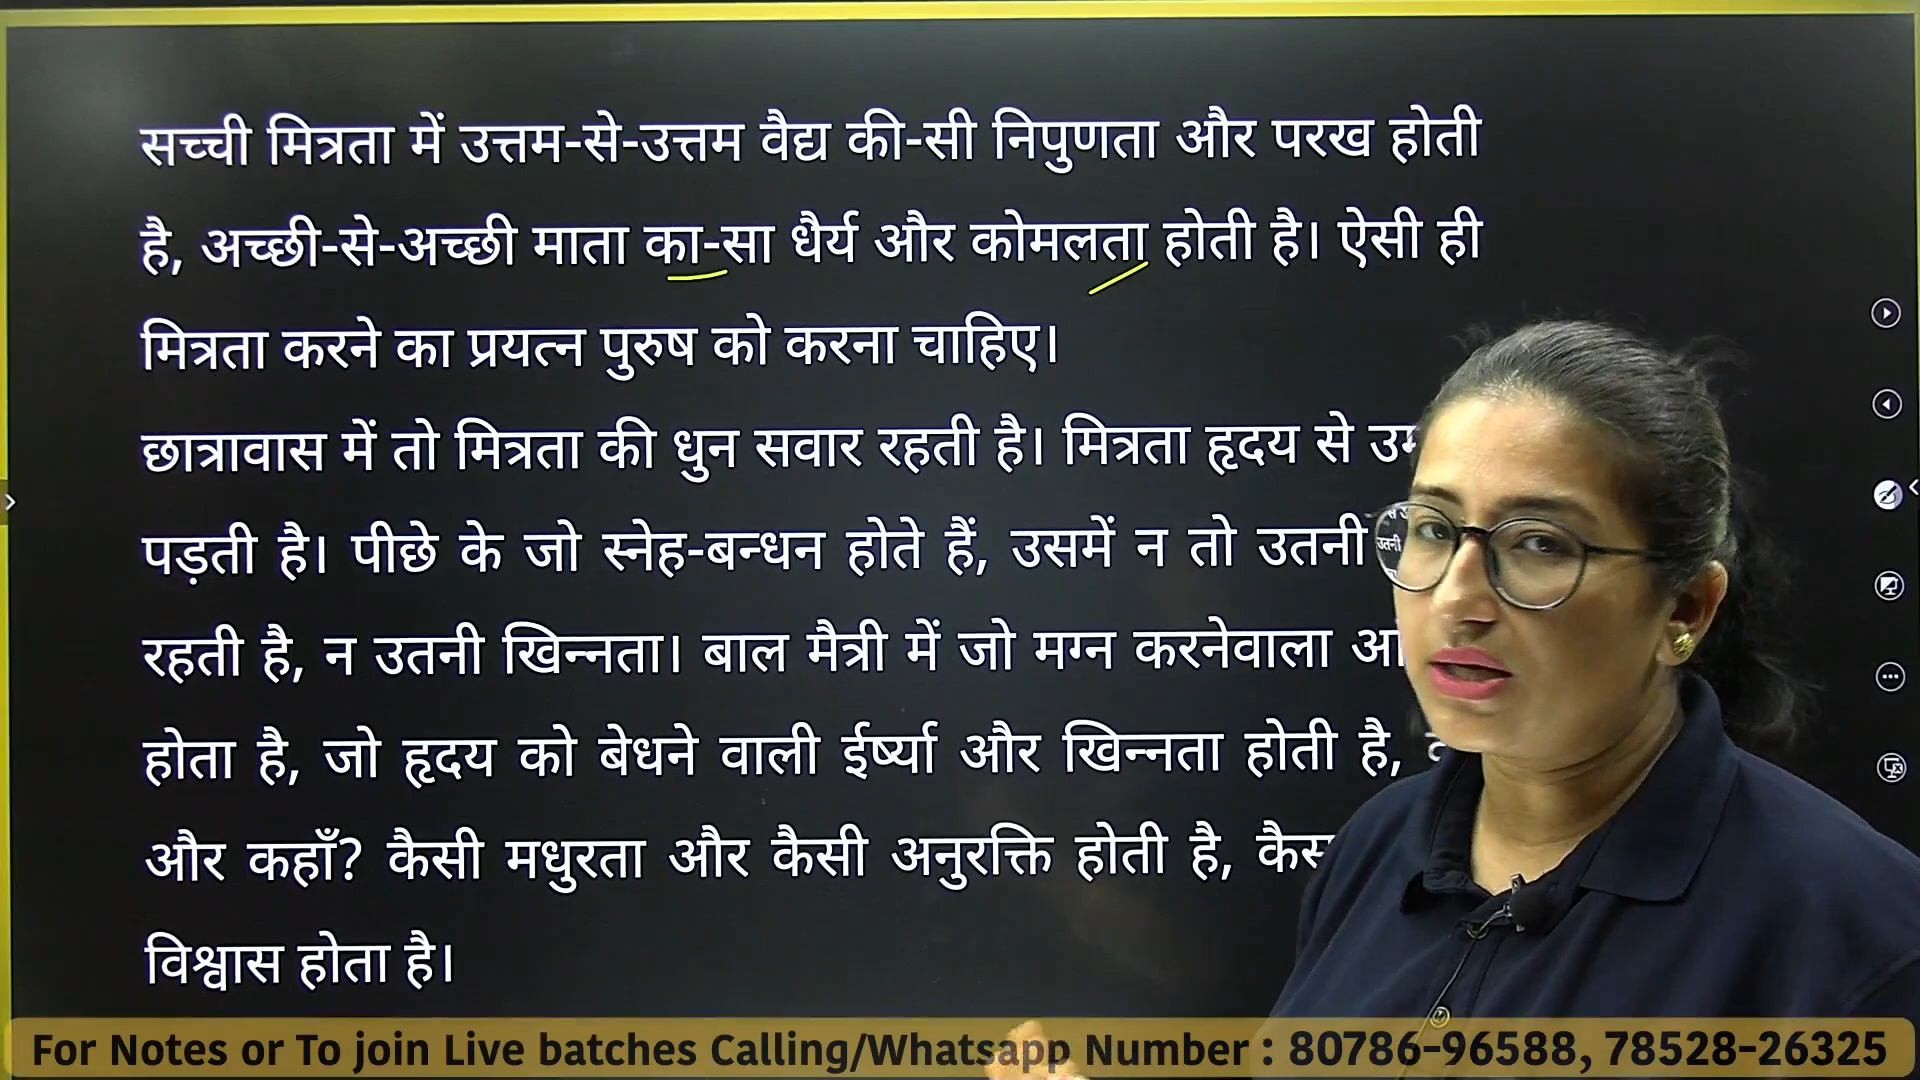 सच्ची मित्रता में उत्तम-से-उत्तम वैद्य की-सी निपुणता और परख होती
है, अच्छी-से-अच्छी माता का-सा धैर्य और कोमलता होती है। ऐसी ही
मित्रता करने का प्रयत्न पुरुष को करना चाहिए।
छात्रावास में तो मित्रता की धुन सवार रहती है। मित्रता हृदय से
पड़ती है। पीछे के जो स्नेह-बन्धन होते हैं, उसमें न तो उतनी
रहती है, न उतनी खिन्नता। बाल मैत्री में जो मग्न करनेवाला
होता है, जो हृदय को बेधने वाली ईर्ष्या और खिन्नता होती है,
और कहाँ? कैसी मधुरता और कैसी अनुरक्ति होती है,
विश्वास होता है।
For Notes or To join Live batches Calling/Whatsapp Number : 80786-96588, 78528-26325